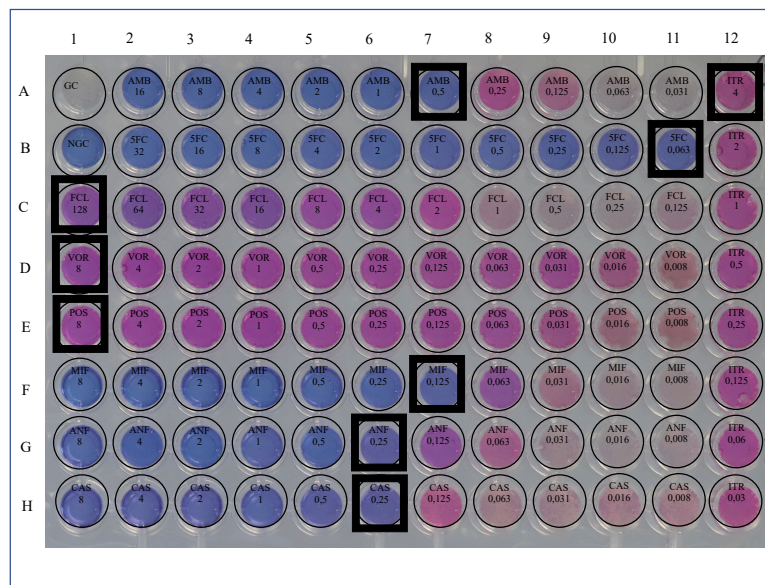 1 2 3 4 5 6 7 8 9 10 11 12
A GC AMB 16 AMB 8 AMB 4 AMB 2 AMB 1 AMB 0,5 AMB 0,25 AMB 0,125 AMB 0,063 AMB 0,031 ITR 4
B NGC 5FC 32 5FC 16 5FC 8 5FC 4 5FC 2 5FC 1 5FC 0,5 5FC 0,25 5FC 0,125 5FC 0,063 ITR 2
C FCL 128 FCL 64 FCL 32 FCL 16 FCL 8 FCL 4 FCL 2 FCL 1 FCL 0,5 FCL 0,25 FCL 0,125 ITR 1
D VOR 8 VOR 4 VOR 2 VOR 1 VOR 0,5 VOR 0,25 VOR 0,125 VOR 0,063 VOR 0,031 VOR 0,016 VOR 0,008 ITR 0,5
E POS 8 POS 4 POS 2 POS 1 POS 0,5 POS 0,25 POS 0,125 POS 0,063 POS 0,031 POS 0,016 POS 0,008 ITR 0,25
F MIF 8 MIF 4 MIF 2 MIF 1 MIF 0,5 MIF 0,25 MIF 0,125 MIF 0,063 MIF 0,031 MIF 0,016 MIF 0,008 ITR 0,125
G ANF 8 ANF 4 ANF 2 ANF 1 ANF 0,5 ANF 0,25 ANF 0,125 ANF 0,063 ANF 0,031 ANF 0,016 ANF 0,008 ITR 0,06
H CAS 8 CAS 4 CAS 2 CAS 1 CAS 0,5 CAS 0,25 CAS 0,125 CAS 0,063 CAS 0,031 CAS 0,016 CAS 0,008 ITR 0,03